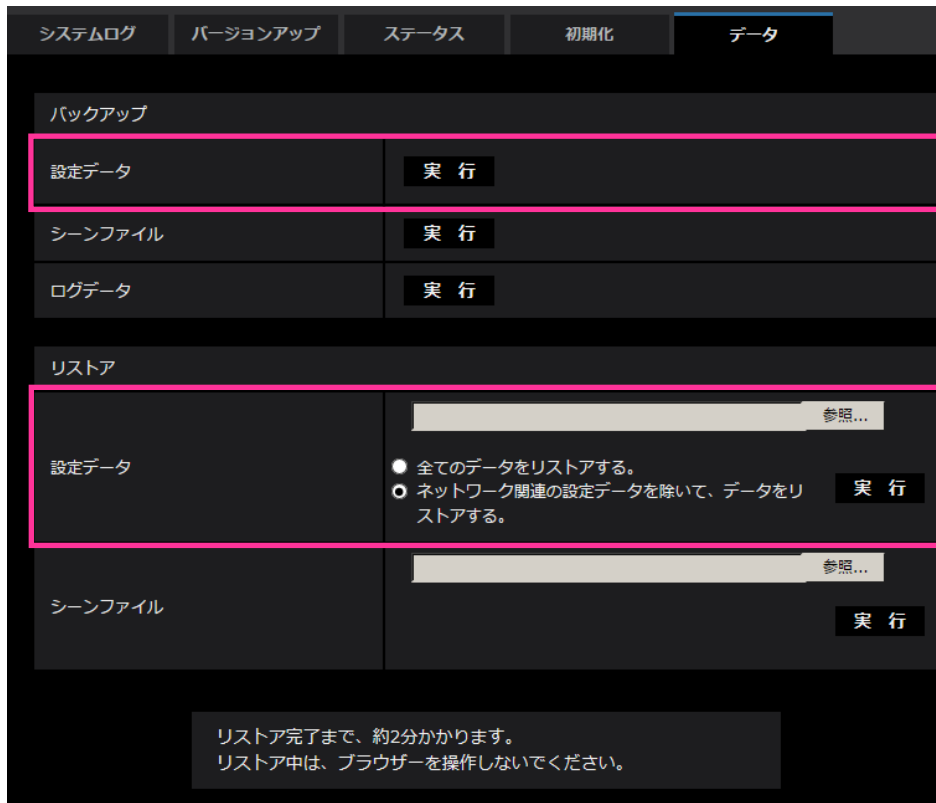 システムログ バージョンアップ ステータス 初期化 データ
バックアップ
設定データ 実 行
シーンファイル 実 行
ログデータ 実 行
リストア
参照...
設定データ
全てのデータをリストアする。
ネットワーク関連の設定データを除いて、データをリ
ストアする。
実 行
参照...
シーンファイル
実 行
リストア完了まで、約2分かかります。
リストア中は、ブラウザーを操作しないでください。